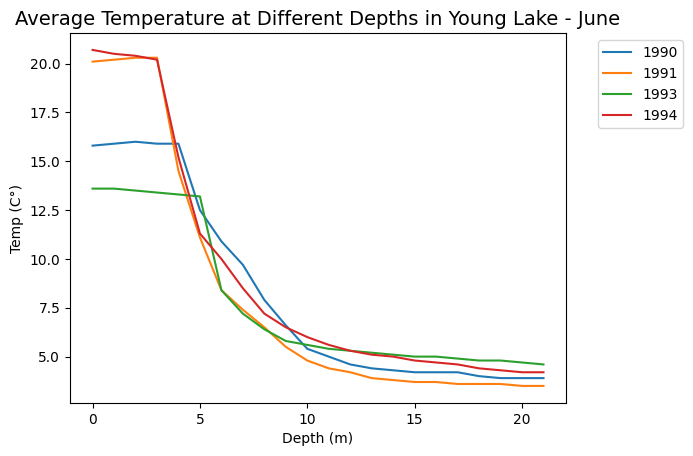 Average Temperature at Different Depths in Young Lake - June
1990
1991
1993
1994
20.0
17.5
15.0
12.5
10.0
7.5
5.0
Temp (C°)
0 5 10 15 20
Depth (m)